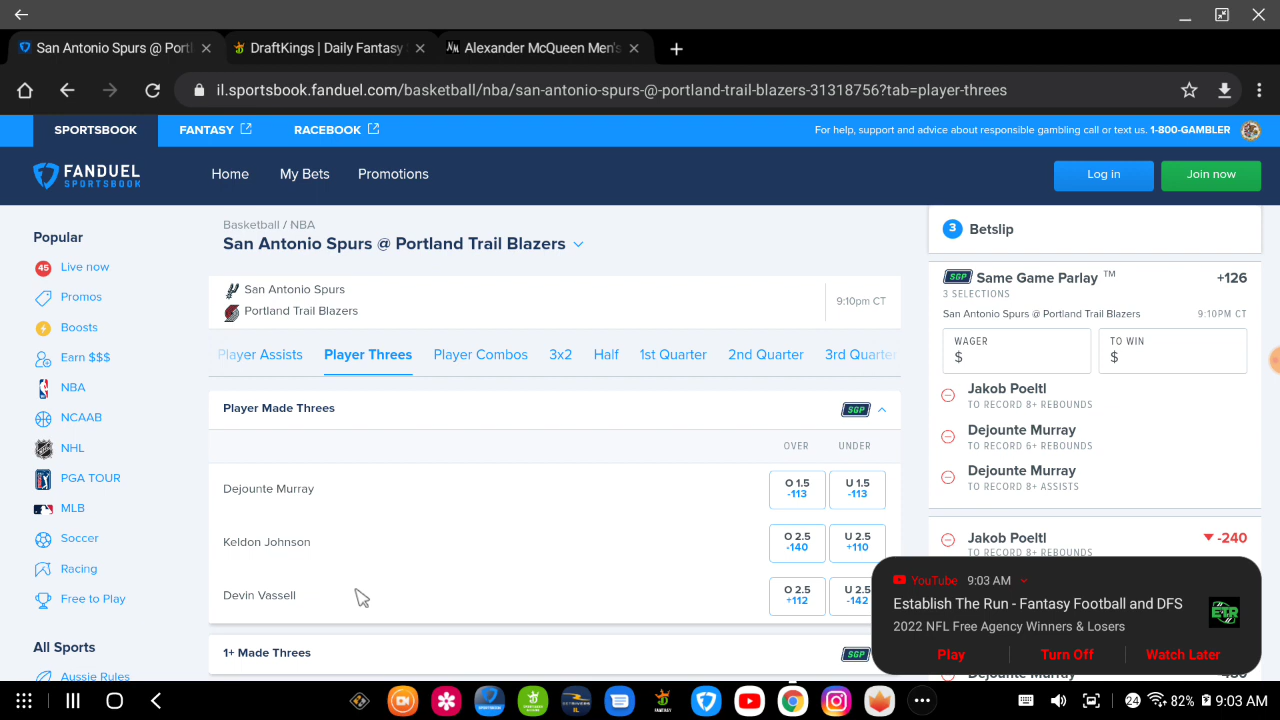 San Antonio Spurs @ Portl
DraftKings | Daily Fantasy
Alexander McQueen Men's
il.sportsbook.fanduel.com/basketball/nba/san-antonio-spurs-@-portland-trail-blazers-31318756?tab=player-threes
SPORTSBOOK
FANTASY
RACEBOOK
For help, support and advice about responsible gambling call or text us. 1-800-GAMBLER
FANDUEL
SPORTSBOOK
Home
My Bets
Promotions
Log in
Join now
Popular
45 Live now
Promos
Boosts
Earn $$$
NBA
NCAAB
NHL
PGA TOUR
MLB
Soccer
Racing
Free to Play
All Sports
Aussie Rules
Basketball / NBA
San Antonio Spurs @ Portland Trail Blazers
San Antonio Spurs
Portland Trail Blazers
9:10pm CT
Player Assists
Player Threes
Player Combos
3x2
Half
1st Quarter
2nd Quarter
3rd Quarte
Player Made Threes
SGP
OVER
UNDER
Dejounte Murray
O 1.5
-113
U 1.5
-113
Keldon Johnson
O 2.5
-140
U 2.5
+110
Devin Vassell
O 2.5
+112
U 2.5
-142
1+ Made Threes
SGP
3 Betslip
SGP Same Game Parlay ™ +126
3 SELECTIONS
San Antonio Spurs @ Portland Trail Blazers 9:10PM CT
WAGER
$
TO WIN
$
Jakob Poeltl
TO RECORD 8+ REBOUNDS
Dejounte Murray
TO RECORD 6+ REBOUNDS
Dejounte Murray
TO RECORD 8+ ASSISTS
Jakob Poeltl -240
TO RECORD 8+ REBOUNDS
YouTube 9:03 AM
Establish The Run - Fantasy Football and DFS
2022 NFL Free Agency Winners & Losers
ETR
Play
Turn Off
Watch Later
24
82%
9:03 AM